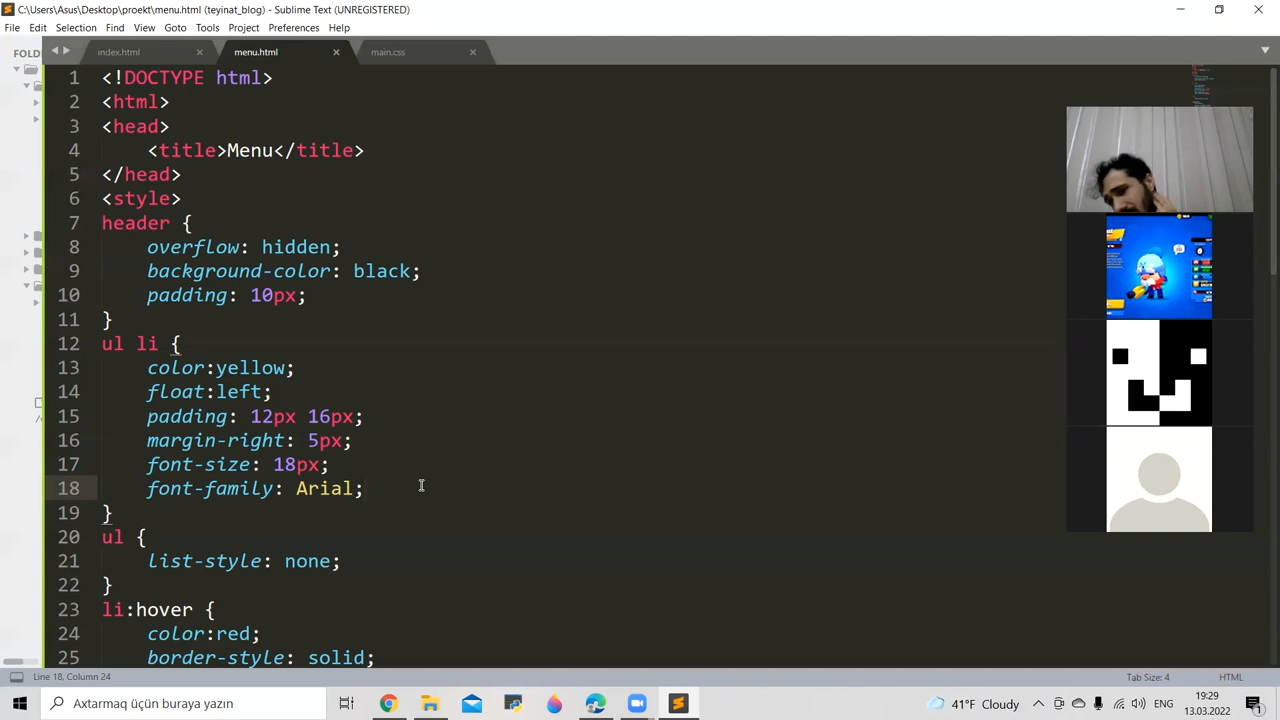 C:\Users\Asus\Desktop\proekt\menu.html (teyinat_blog) - Sublime Text (UNREGISTERED)
File Edit Selection Find View Goto Tools Project Preferences Help
FOLD
index.html
menu.html
main.css
1 <!DOCTYPE html>
2 <html>
3 <head>
4 <title>Menu</title>
5 </head>
6 <style>
7 header {
8 overflow: hidden;
9 background-color: black;
10 padding: 10px;
11 }
12 ul li {
13 color:yellow;
14 float:left;
15 padding: 12px 16px;
16 margin-right: 5px;
17 font-size: 18px;
18 font-family: Arial;
19 }
20 ul {
21 list-style: none;
22 }
23 li:hover {
24 color:red;
25 border-style: solid;
Line 18, Column 24
Tab Size: 4
HTML
Axtarmaq üçün buraya yazın
41°F Cloudy
ENG
19:29
13.03.2022
1